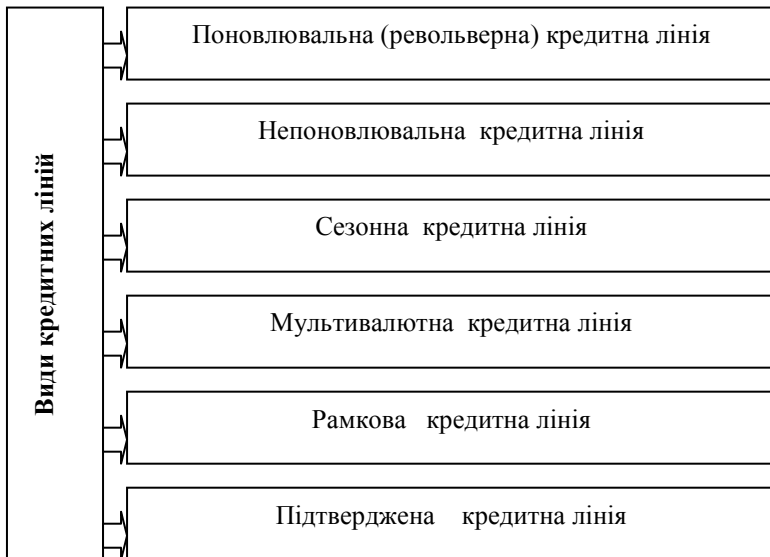 Види кредитних ліній
Поновлювальна (револьверна) кредитна лінія
Непоновлювальна кредитна лінія
Сезонна кредитна лінія
Мультивалютна кредитна лінія
Рамкова кредитна лінія
Підтверджена кредитна лінія